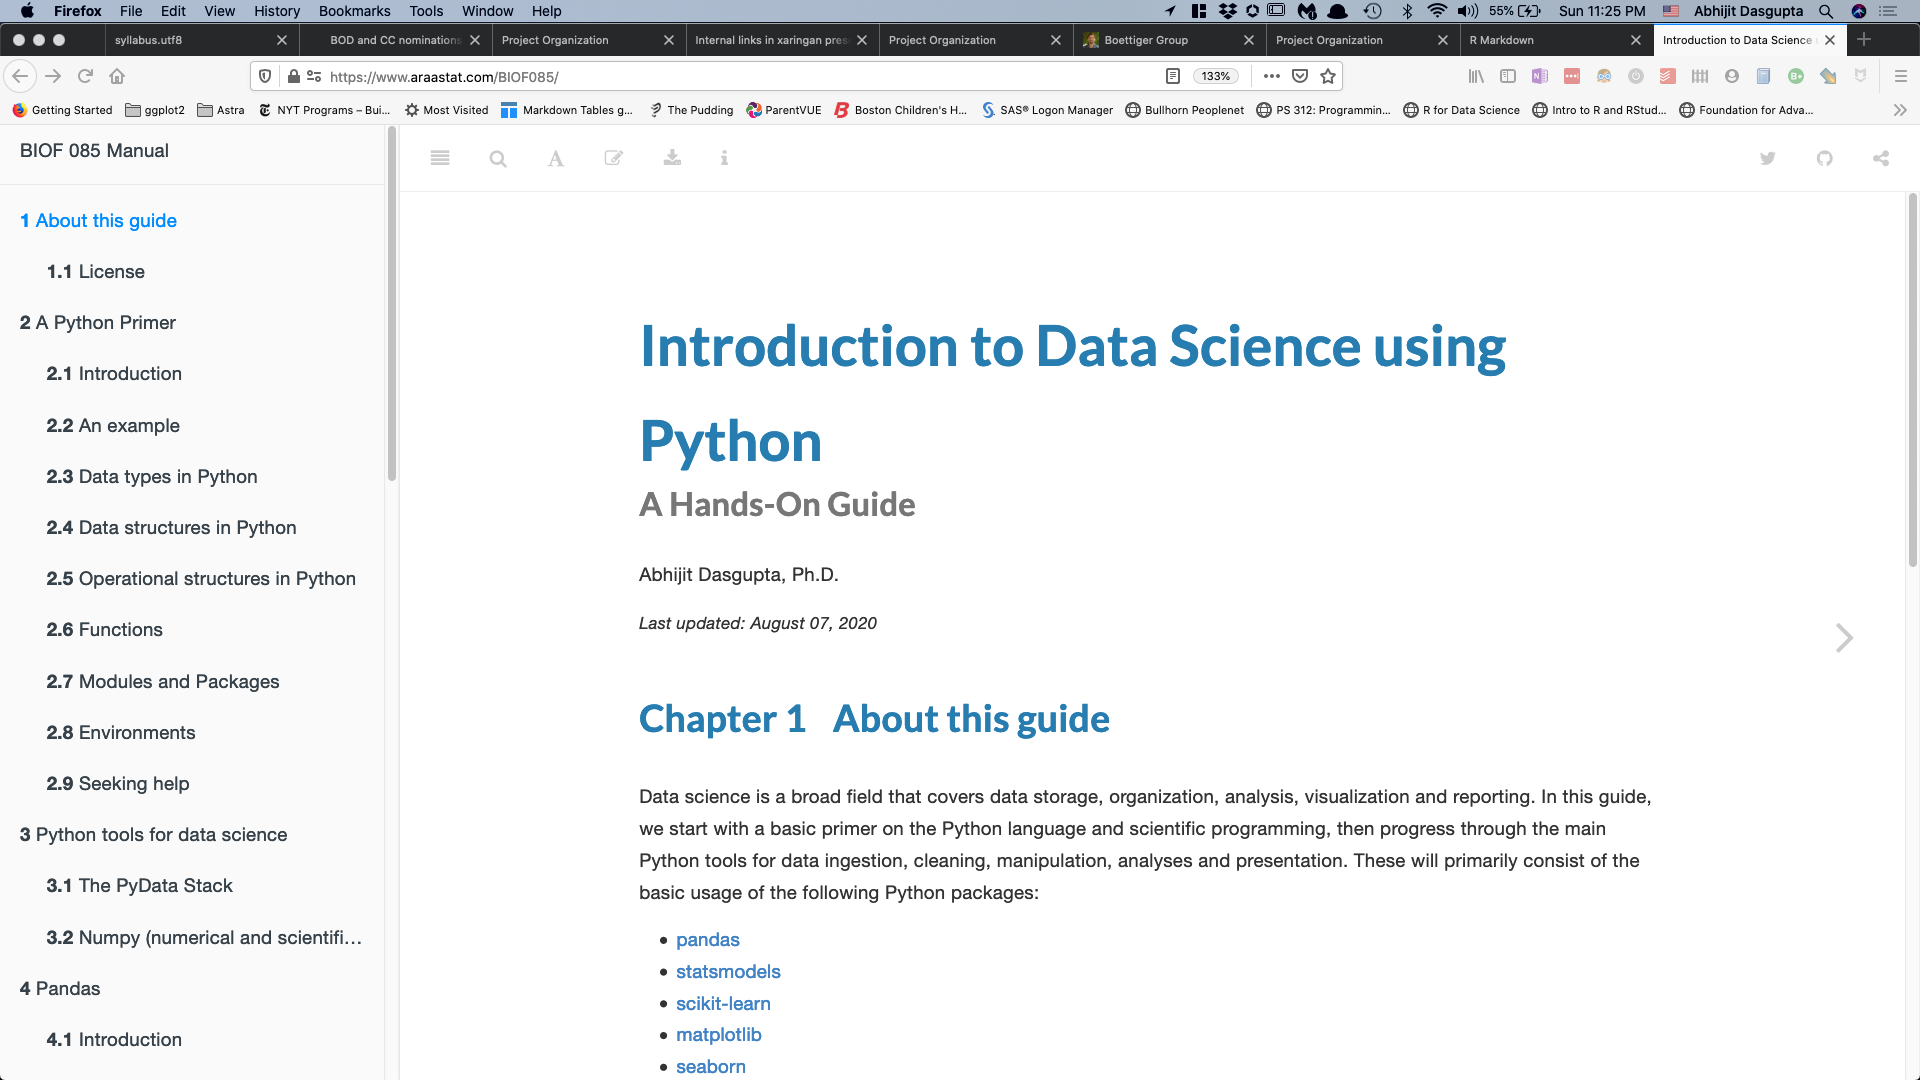 Firefox File Edit View History Bookmarks Tools Window Help 55% Sun 11:25 PM Abhijit Dasgupta
syllabus.utf8 BOD and CC nominations Project Organization Internal links in xaringan pres Project Organization Boettiger Group Project Organization R Markdown Introduction to Data Science
https://www.araastat.com/BIOF085/ 133%
Getting Started ggplot2 Astra NYT Programs – Bui... Most Visited Markdown Tables g... The Pudding ParentVUE Boston Children's H... SAS® Logon Manager Bullhorn Peoplenet PS 312: Programmin... R for Data Science Intro to R and RStud... Foundation for Adva...
BIOF 085 Manual
1 About this guide
1.1 License
2 A Python Primer
2.1 Introduction
2.2 An example
2.3 Data types in Python
2.4 Data structures in Python
2.5 Operational structures in Python
2.6 Functions
2.7 Modules and Packages
2.8 Environments
2.9 Seeking help
3 Python tools for data science
3.1 The PyData Stack
3.2 Numpy (numerical and scientifi...
4 Pandas
4.1 Introduction
Introduction to Data Science using
Python
A Hands-On Guide
Abhijit Dasgupta, Ph.D.
Last updated: August 07, 2020
Chapter 1 About this guide
Data science is a broad field that covers data storage, organization, analysis, visualization and reporting. In this guide,
we start with a basic primer on the Python language and scientific programming, then progress through the main
Python tools for data ingestion, cleaning, manipulation, analyses and presentation. These will primarily consist of the
basic usage of the following Python packages:
• pandas
• statsmodels
• scikit-learn
• matplotlib
• seaborn